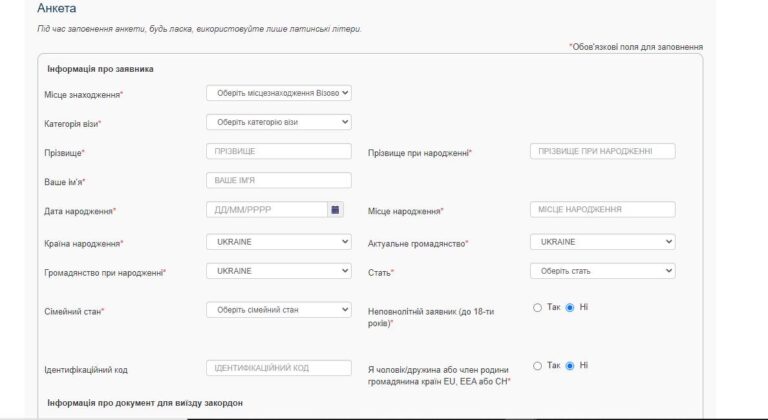 Анкета
Під час заповнення анкети, будь ласка, використовуйте лише латинські літери.
*Обов'язкові поля для заповнення
Інформація про заявника
Місце знаходження* Оберіть місцезнаходження Візово
Категорія візи* Оберіть категорію візи
Прізвище* ПРІЗВИЩЕ Прізвище при народженні* ПРІЗВИЩЕ ПРИ НАРОДЖЕННІ
Ваше ім'я* ВАШЕ ІМ'Я
Дата народження* ДД/ММ/РРРР Місце народження* МІСЦЕ НАРОДЖЕННЯ
Країна народження* UKRAINE Актуальне громадянство* UKRAINE
Громадянство при народженні* UKRAINE Стать* Оберіть стать
Сімейний стан* Оберіть сімейний стан Неповнолітній заявник (до 18-ти
років)* Так Ні
Ідентифікаційний код ІДЕНТИФІКАЦІЙНИЙ КОД Я чоловік/дружина або член родини
громадянина країн EU, EEA або CH* Так Ні
Інформація про документ для виїзду закордон